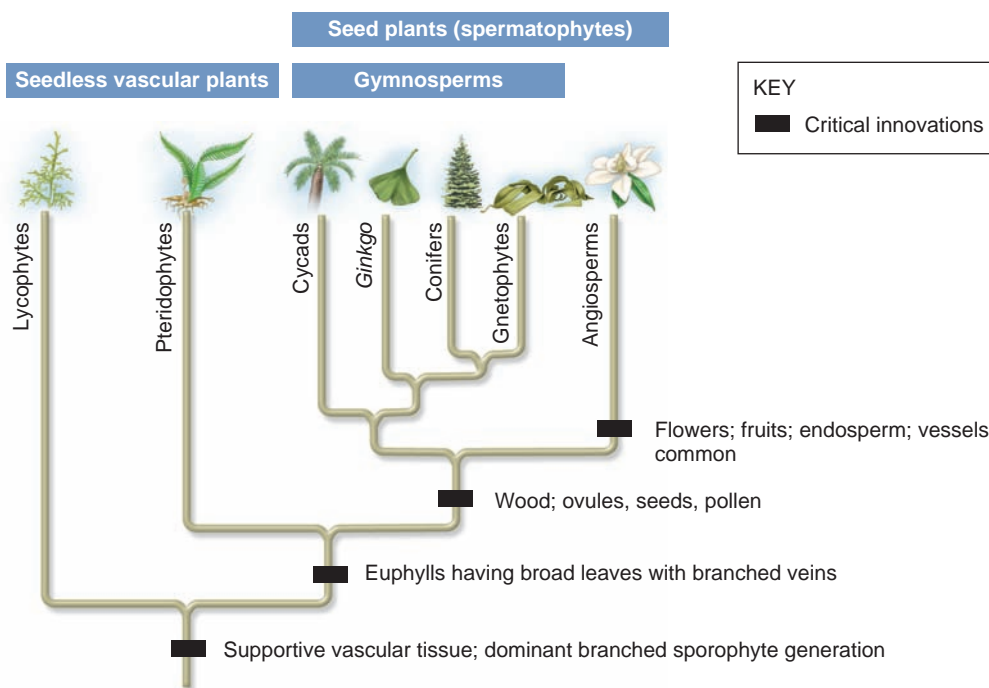 Seed plants (spermatophytes)
Seedless vascular plants
Gymnosperms
KEY
Critical innovations
Lycophytes
Pteridophytes
Cycads
Ginkgo
Conifers
Gnetophytes
Angiosperms
Flowers; fruits; endosperm; vessels
common
Wood; ovules, seeds, pollen
Euphylls having broad leaves with branched veins
Supportive vascular tissue; dominant branched sporophyte generation